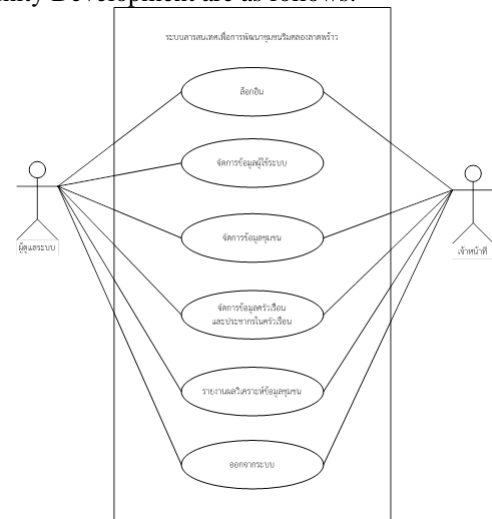 unity Development are as follows:
ระบบสารสนเทศเพื่อการพัฒนาชุมชนริมคลองลาดพร้าว
ล็อกอิน
จัดการข้อมูลผู้ใช้ระบบ
จัดการข้อมูลชุมชน
ผู้ดูแลระบบ
เจ้าหน้าที่
จัดการข้อมูลครัวเรือน
และประชากรในครัวเรือน
รายงานผลวิเคราะห์ข้อมูลชุมชน
ออกจากระบบ